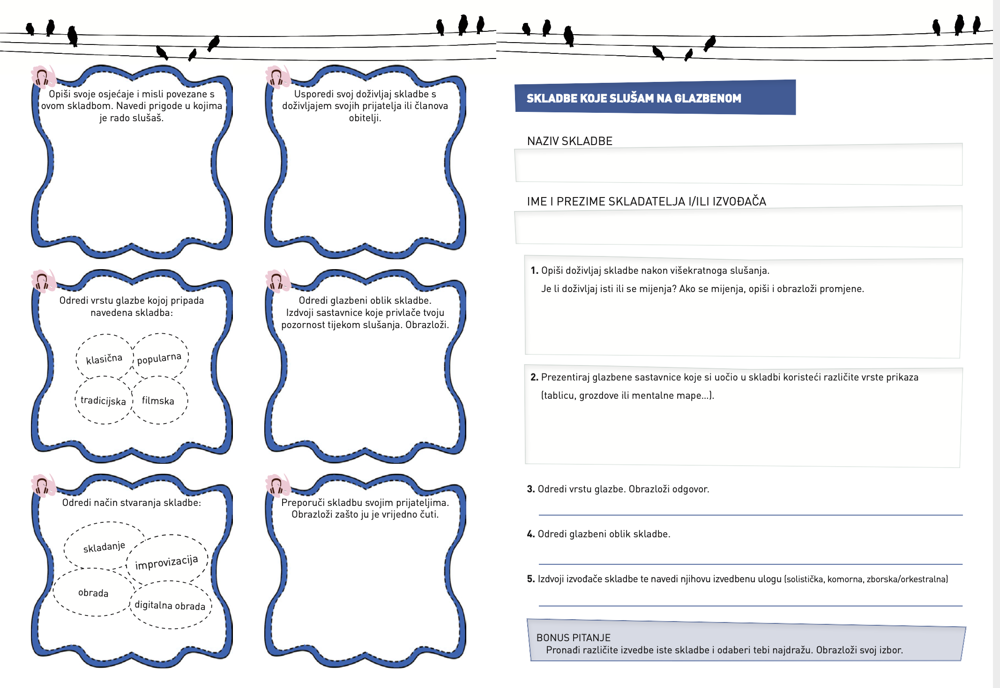 Opiši svoje osjećaje i misli povezane s
ovom skladbom. Navedi prigode u kojima
je rado slušaš.
Usporedi svoj doživljaj skladbe s
doživljajem svojih prijatelja ili članova
obitelji.
Odredi vrstu glazbe kojoj pripada
navedena skladba:
klasična
popularna
tradicijska
filmska
Odredi glazbeni oblik skladbe.
Izdvoji sastavnice koje privlače tvoju
pozornost tijekom slušanja. Obrazloži.
Odredi način stvaranja skladbe:
skladanje
improvizacija
obrada
digitalna obrada
Preporuči skladbu svojim prijateljima.
Obrazloži zašto ju je vrijedno čuti.
SKLADBE KOJE SLUŠAM NA GLAZBENOM
NAZIV SKLADBE
IME I PREZIME SKLADATELJA I/ILI IZVOĐAČA
1. Opiši doživljaj skladbe nakon višekratnoga slušanja.
Je li doživljaj isti ili se mijenja? Ako se mijenja, opiši i obrazloži promjene.
2. Prezentiraj glazbene sastavnice koje si uočio u skladbi koristeći različite vrste prikaza
(tablicu, grozdove ili mentalne mape...).
3. Odredi vrstu glazbe. Obrazloži odgovor.
4. Odredi glazbeni oblik skladbe.
5. Izdvoji izvođače skladbe te navedi njihovu izvedbenu ulogu (solistička, komorna, zborska/orkestralna)
BONUS PITANJE
Pronađi različite izvedbe iste skladbe i odaberi tebi najdražu. Obrazloži svoj izbor.